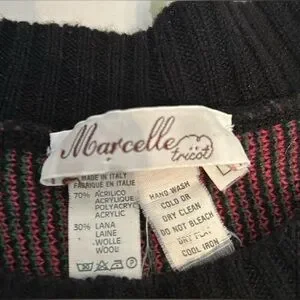 Marcelle
tricot
MADE IN ITALY
FABRIQUÉ EN ITALIE
70% ACRILICO
ACRYLIQUE
POLYACRYL
ACRYLIC
30% LANA
LAINE
-WOLLE
WOOL
HAND WASH
COLD OR
DRY CLEAN
DO NOT BLEACH
DRY FLAT
COOL IRON